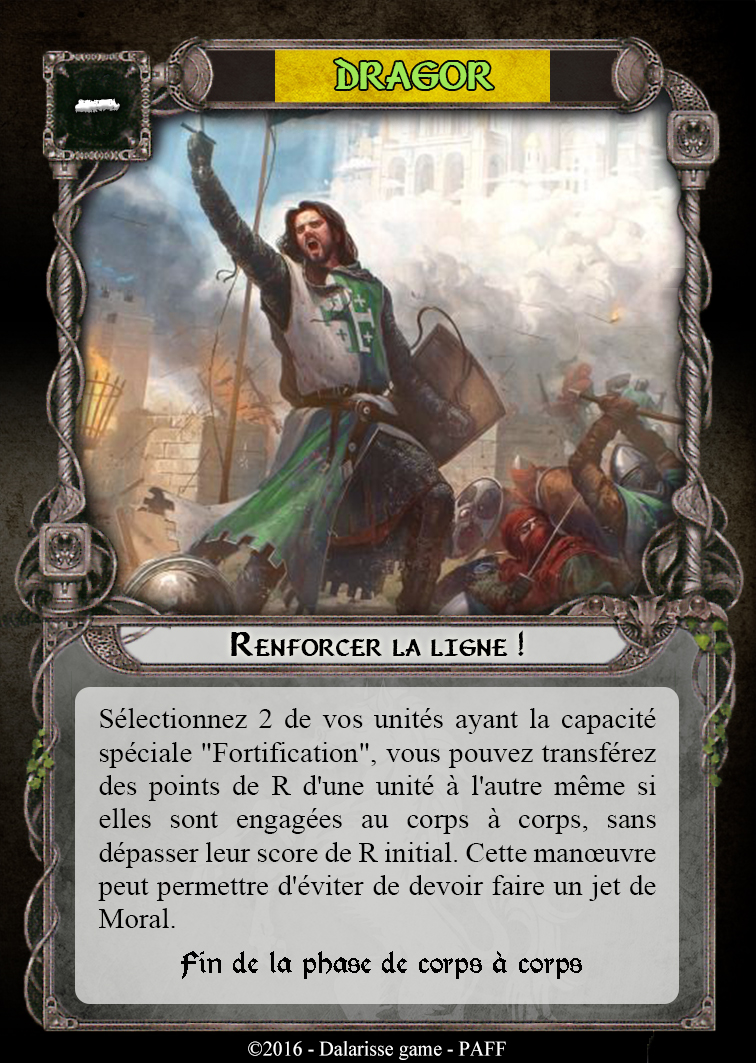 DRAGOR
RENFORCER LA LIGNE !
Sélectionnez 2 de vos unités ayant la capacité
spéciale "Fortification", vous pouvez transférez
des points de R d'une unité à l'autre même si
elles sont engagées au corps à corps, sans
dépasser leur score de R initial. Cette manœuvre
peut permettre d'éviter de devoir faire un jet de
Moral.
Fin de la phase de corps à corps
©2016 - Dalarisse game - PAFF